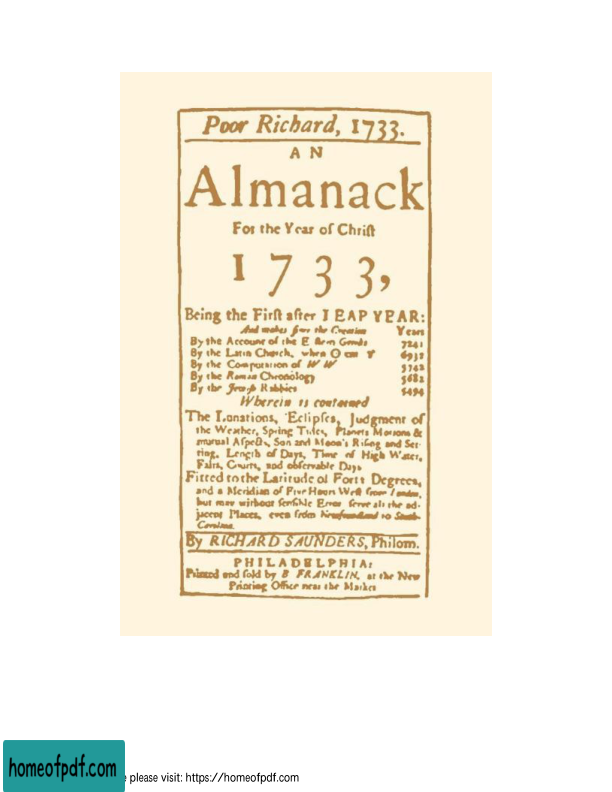 Poor Richard, 1733.
AN
Almanack
For the Year of Chriſt
1733,
Being the Firſt after LEAP YEAR:
And makes ſince the Creation Years
By the Account of the Eaſtern Greeks 7241
By the Latin Church, when O ent ♈ 6932
By the Computation of W W 5742
By the Roman Chronology 5682
By the Jewiſh Rabbies 5494
Wherein is contained
The Lunations, Eclipſes, Judgment of
the Weather, Spring Tides, Planets Motions &
mutual Aſpects, Sun and Moon's Riſing and Set-
ting, Length of Days, Time of High Water,
Fairs, Courts, and obſervable Days
Fitted to the Latitude of Forty Degrees,
and a Meridian of Five Hours Weſt from London,
but may without ſenſible Error ſerve all the ad-
jacent Places, even from Newfoundland to South-
Carolina.
By RICHARD SAUNDERS, Philom.
PHILADELPHIA:
Printed and ſold by B FRANKLIN, at the New
Printing Office near the Market
homeofpdf.com
please visit: https://homeofpdf.com